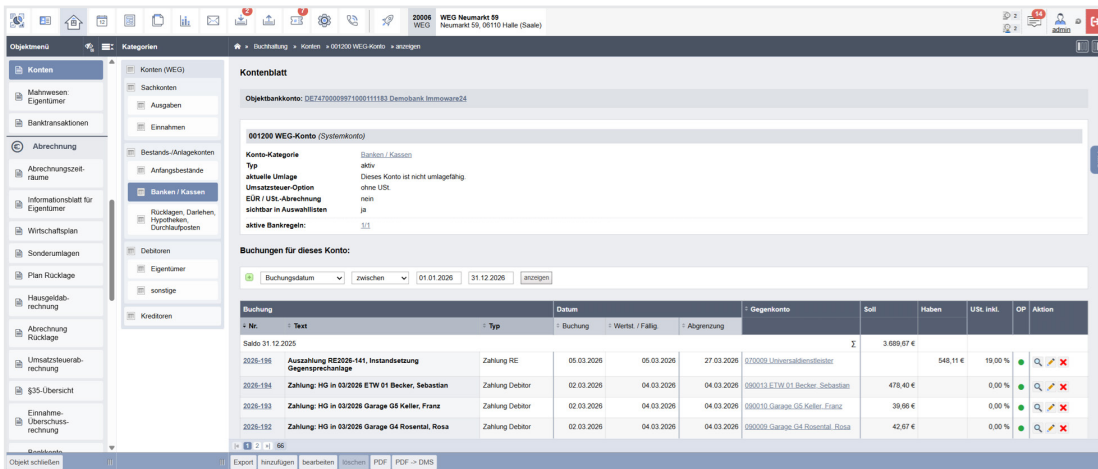 12
2
7
20006
WEG
WEG Neumarkt 59
Neumarkt 59, 06110 Halle (Saale)
2
2
14
admin
Objektmenü
Kategorien
» Buchhaltung » Konten » 001200 WEG-Konto » anzeigen
Konten
Mahnwesen:
Eigentümer
Banktransaktionen
Abrechnung
Abrechnungszeit-
räume
Informationsblatt für
Eigentümer
Wirtschaftsplan
Sonderumlagen
Plan Rücklage
Hausgeldab-
rechnung
Abrechnung
Rücklage
Umsatzsteuerab-
rechnung
§35-Übersicht
Einnahme-
Überschuss-
rechnung
Objekt schließen
Konten (WEG)
Sachkonten
Ausgaben
Einnahmen
Bestands-/Anlagekonten
Anfangsbestände
Banken / Kassen
Rücklagen, Darlehen,
Hypotheken,
Durchlaufposten
Debitoren
Eigentümer
sonstige
Kreditoren
Kontenblatt
Objektbankkonto: DE74700009971000111183 Demobank Immoware24
001200 WEG-Konto (Systemkonto)
Konto-Kategorie Banken / Kassen
Typ aktiv
aktuelle Umlage Dieses Konto ist nicht umlagefähig.
Umsatzsteuer-Option ohne USt.
EÜR / USt.-Abrechnung nein
sichtbar in Auswahllisten ja
aktive Bankregeln: 1/1
Buchungen für dieses Konto:
Buchungsdatum zwischen 01.01.2026 31.12.2026 anzeigen
Buchung Datum Gegenkonto Soll Haben USt. inkl. OP Aktion
Nr. Text Typ Buchung Wertst. / Fällig. Abgrenzung
Saldo 31.12.2025 Σ 3.689,67 €
2026-196 Auszahlung RE2026-141, Instandsetzung Gegensprechanlage Zahlung RE 05.03.2026 05.03.2026 27.03.2026 070009 Universaldienstleister 548,11 € 19,00 %
2026-194 Zahlung: HG in 03/2026 ETW 01 Becker, Sebastian Zahlung Debitor 02.03.2026 04.03.2026 04.03.2026 090013 ETW 01 Becker, Sebastian 478,40 € 0,00 %
2026-193 Zahlung: HG in 03/2026 Garage G5 Keller, Franz Zahlung Debitor 02.03.2026 04.03.2026 04.03.2026 090010 Garage G5 Keller, Franz 39,66 € 0,00 %
2026-192 Zahlung: HG in 03/2026 Garage G4 Rosental, Rosa Zahlung Debitor 02.03.2026 04.03.2026 04.03.2026 090009 Garage G4 Rosental, Rosa 42,67 € 0,00 %
1 2 66
Export hinzufügen bearbeiten löschen PDF PDF -> DMS